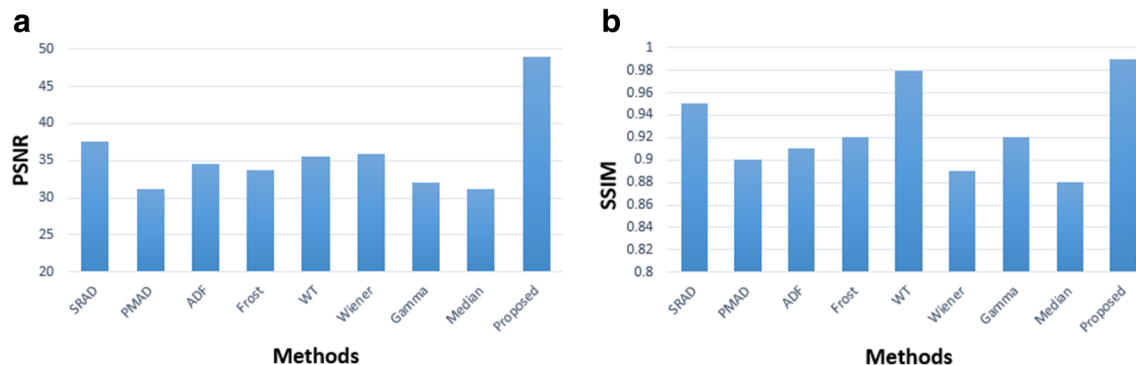 a
PSNR
50
45
40
35
30
25
20
SRAD
PMAD
ADF
Frost
WT
Wiener
Gamma
Median
Proposed
Methods
b
SSIM
1
0.98
0.96
0.94
0.92
0.9
0.88
0.86
0.84
0.82
0.8
SRAD
PMAD
ADF
Frost
WT
Wiener
Gamma
Median
Proposed
Methods